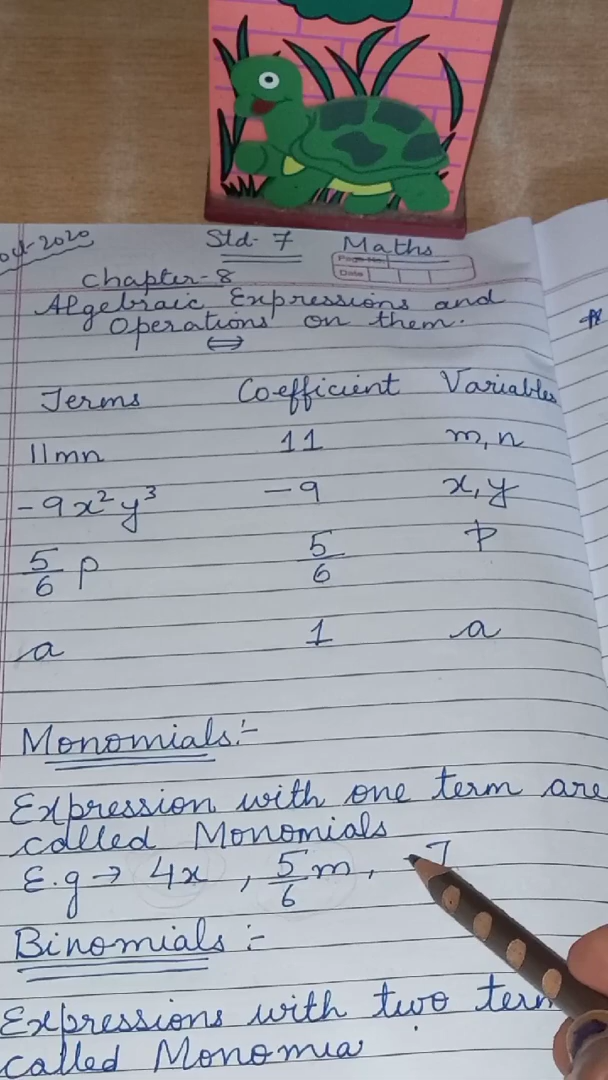 Oct-2020
Std- 7 Maths
Page No.
Date
Chapter-8
Algebraic Expressions and
Operations on them.
Terms Coefficient Variables
11mn 11 m, n
-9x²y³ -9 x, y
5/6 p 5/6 p
a 1 a
Monomials:-
Expression with one term are
called Monomials
E.g → 4x , 5/6 m, -7
Binomials :-
Expressions with two term
called Monomia